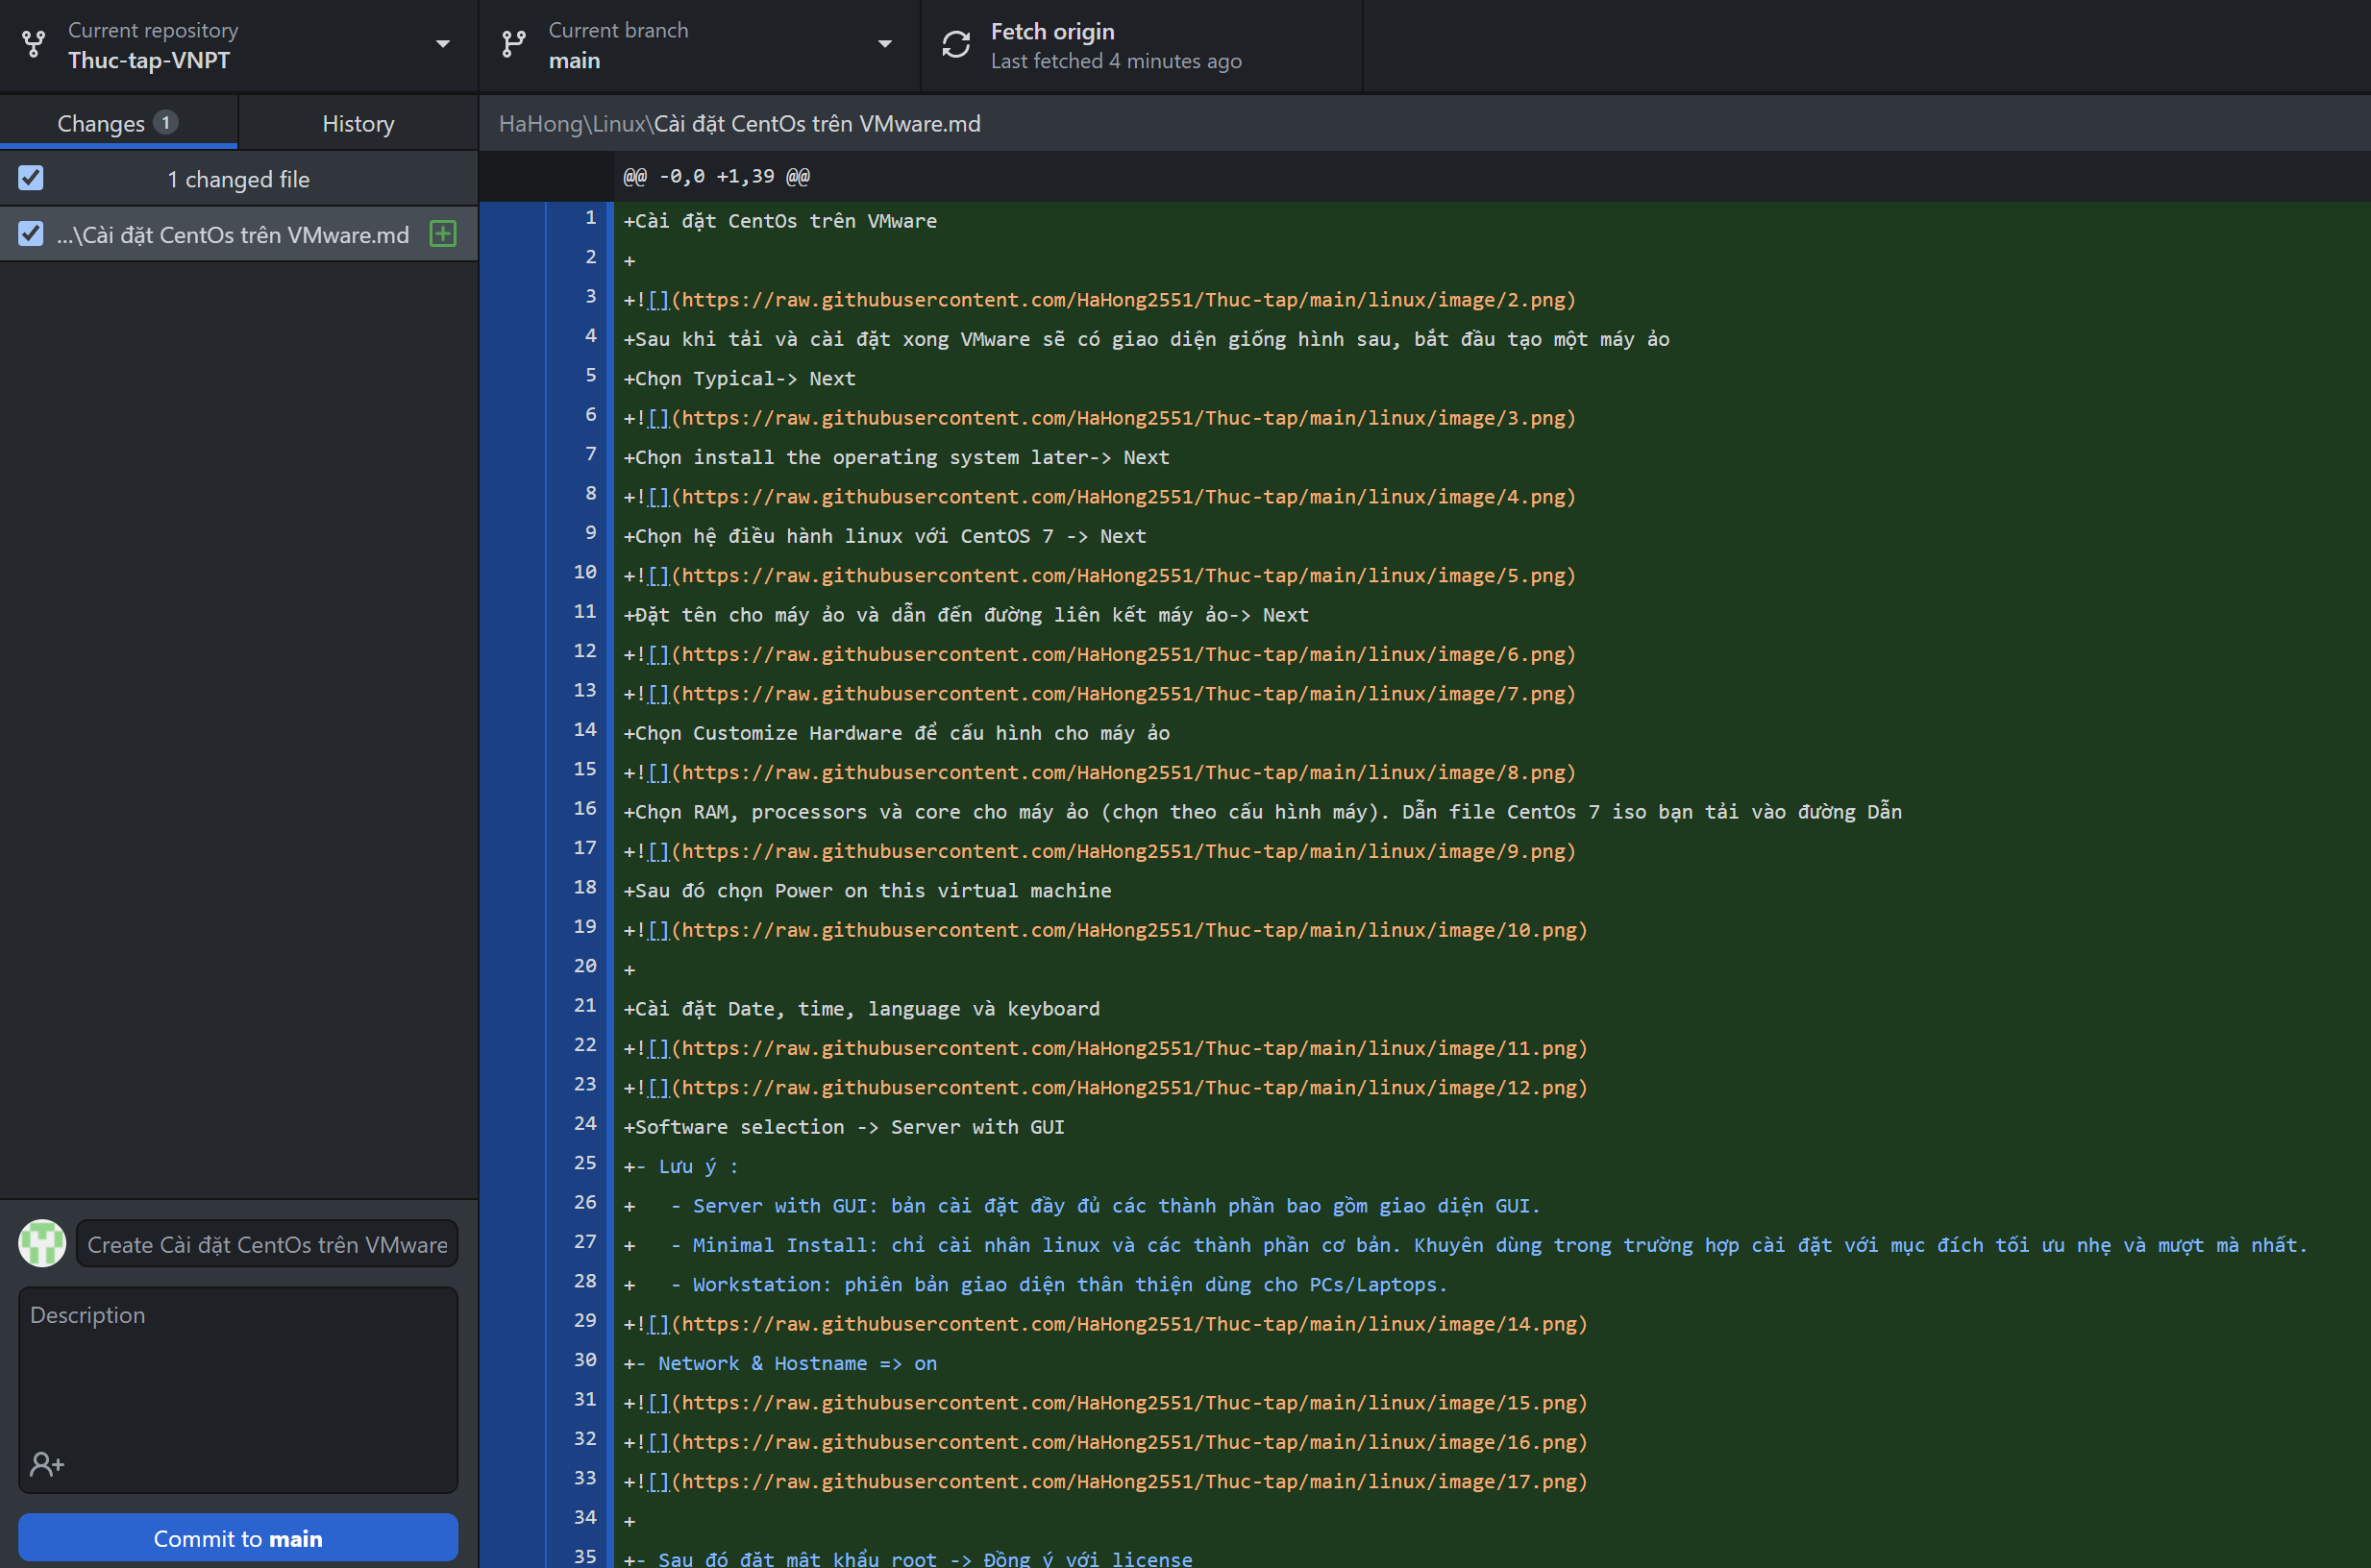 Current repository
Thuc-tap-VNPT
Current branch
main
Fetch origin
Last fetched 4 minutes ago
Changes 1
History
1 changed file
...\Cài đặt CentOs trên VMware.md
HaHong\Linux\Cài đặt CentOs trên VMware.md
@@ -0,0 +1,39 @@
1 +Cài đặt CentOs trên VMware
2 +
3 +![](https://raw.githubusercontent.com/HaHong2551/Thuc-tap/main/linux/image/2.png)
4 +Sau khi tải và cài đặt xong VMware sẽ có giao diện giống hình sau, bắt đầu tạo một máy ảo
5 +Chọn Typical-> Next
6 +![](https://raw.githubusercontent.com/HaHong2551/Thuc-tap/main/linux/image/3.png)
7 +Chọn install the operating system later-> Next
8 +![](https://raw.githubusercontent.com/HaHong2551/Thuc-tap/main/linux/image/4.png)
9 +Chọn hệ điều hành linux với CentOS 7 -> Next
10 +![](https://raw.githubusercontent.com/HaHong2551/Thuc-tap/main/linux/image/5.png)
11 +Đặt tên cho máy ảo và dẫn đến đường liên kết máy ảo-> Next
12 +![](https://raw.githubusercontent.com/HaHong2551/Thuc-tap/main/linux/image/6.png)
13 +![](https://raw.githubusercontent.com/HaHong2551/Thuc-tap/main/linux/image/7.png)
14 +Chọn Customize Hardware để cấu hình cho máy ảo
15 +![](https://raw.githubusercontent.com/HaHong2551/Thuc-tap/main/linux/image/8.png)
16 +Chọn RAM, processors và core cho máy ảo (chọn theo cấu hình máy). Dẫn file CentOs 7 iso bạn tải vào đường Dẫn
17 +![](https://raw.githubusercontent.com/HaHong2551/Thuc-tap/main/linux/image/9.png)
18 +Sau đó chọn Power on this virtual machine
19 +![](https://raw.githubusercontent.com/HaHong2551/Thuc-tap/main/linux/image/10.png)
20 +
21 +Cài đặt Date, time, language và keyboard
22 +![](https://raw.githubusercontent.com/HaHong2551/Thuc-tap/main/linux/image/11.png)
23 +![](https://raw.githubusercontent.com/HaHong2551/Thuc-tap/main/linux/image/12.png)
24 +Software selection -> Server with GUI
25 +- Lưu ý :
26 +   - Server with GUI: bản cài đặt đầy đủ các thành phần bao gồm giao diện GUI.
27 +   - Minimal Install: chỉ cài nhân linux và các thành phần cơ bản. Khuyên dùng trong trường hợp cài đặt với mục đích tối ưu nhẹ và mượt mà nhất.
28 +   - Workstation: phiên bản giao diện thân thiện dùng cho PCs/Laptops.
29 +![](https://raw.githubusercontent.com/HaHong2551/Thuc-tap/main/linux/image/14.png)
30 +- Network & Hostname => on
31 +![](https://raw.githubusercontent.com/HaHong2551/Thuc-tap/main/linux/image/15.png)
32 +![](https://raw.githubusercontent.com/HaHong2551/Thuc-tap/main/linux/image/16.png)
33 +![](https://raw.githubusercontent.com/HaHong2551/Thuc-tap/main/linux/image/17.png)
34 +
35 +- Sau đó đặt mật khẩu root -> Đồng ý với license
Create Cài đặt CentOs trên VMware
Description
Commit to main